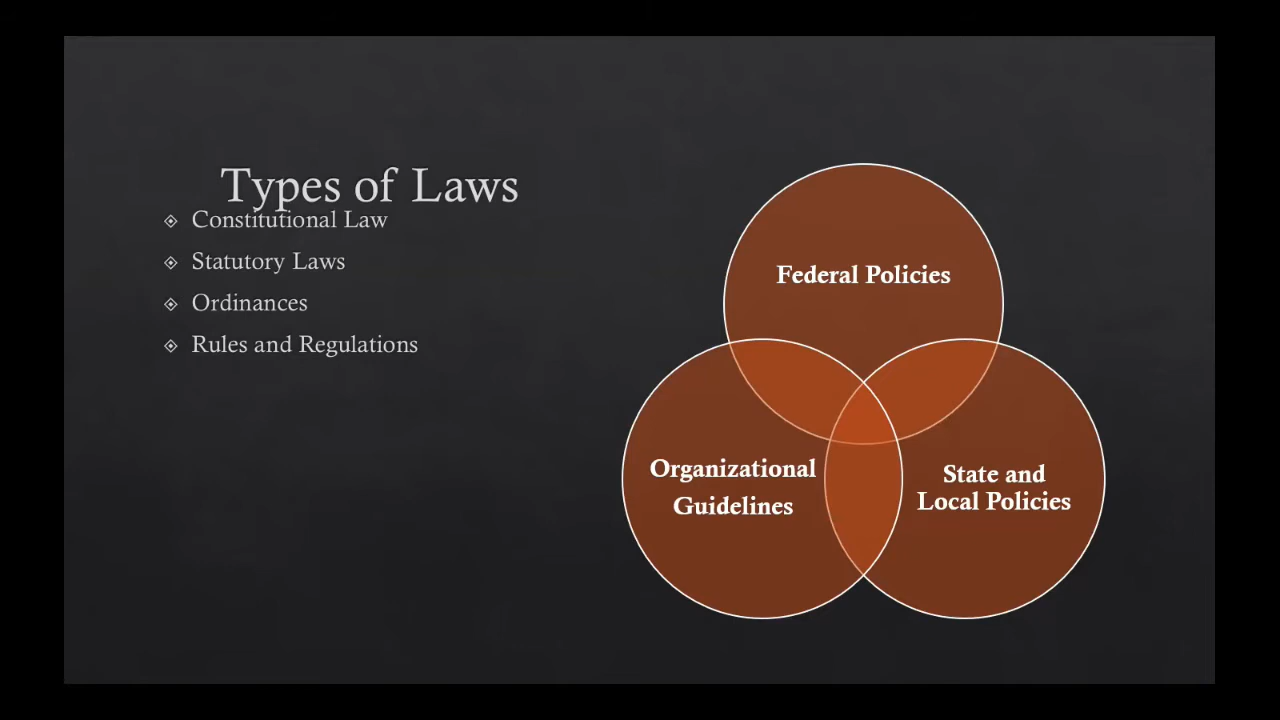 Types of Laws
Constitutional Law
Statutory Laws
Ordinances
Rules and Regulations
Federal Policies
Organizational
Guidelines
State and
Local Policies